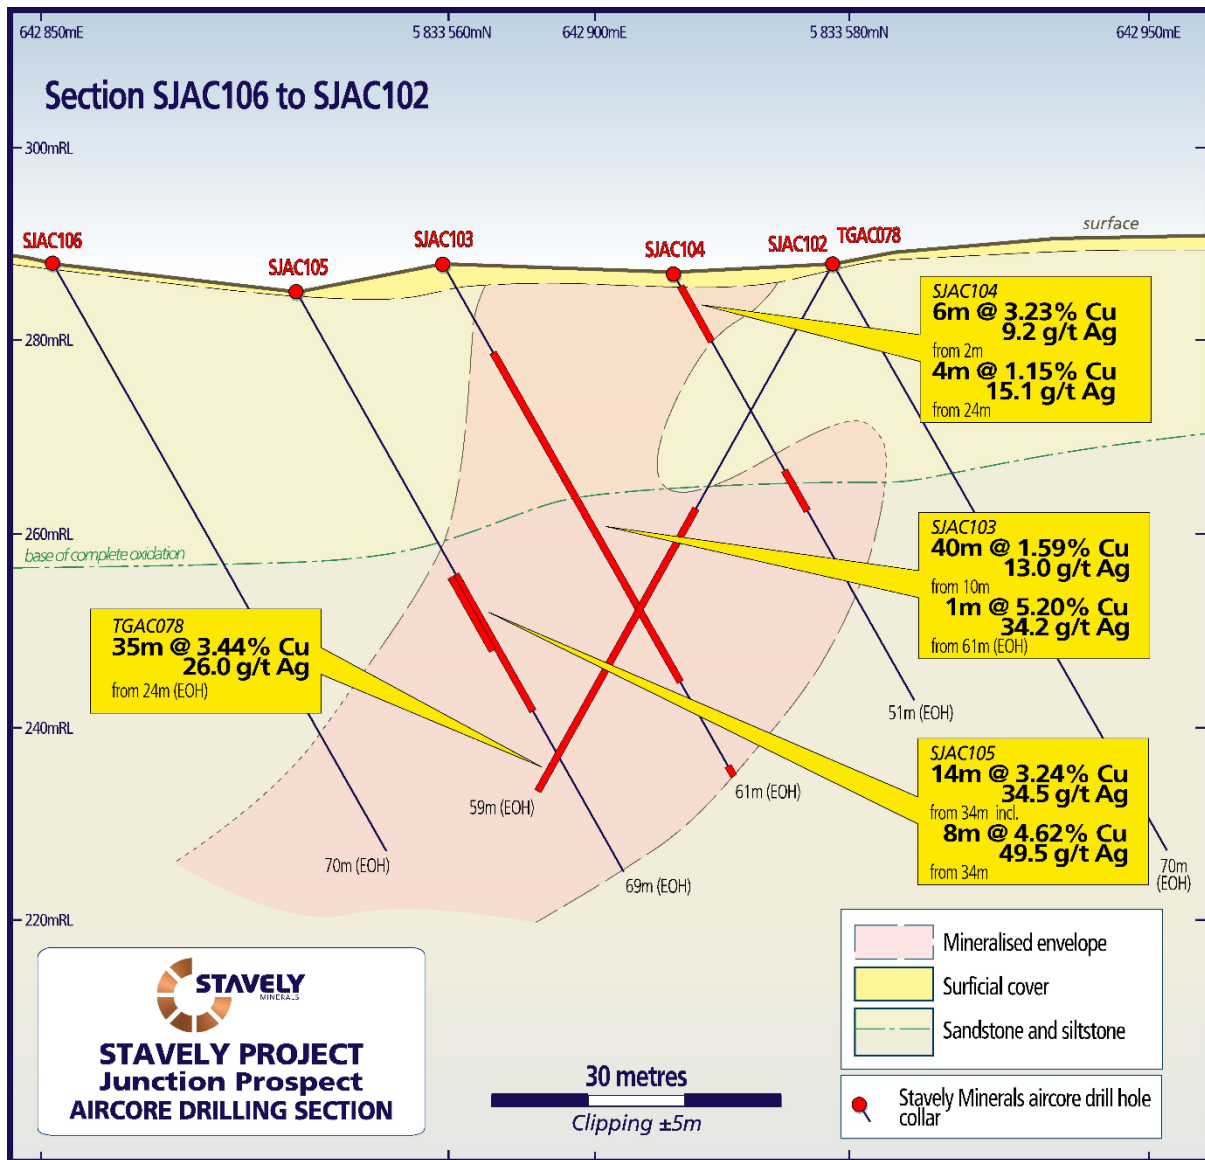 642 850mE
5 833 560mN
642 900mE
5 833 580mN
642 950mE
Section SJAC106 to SJAC102
300mRL
surface
SJAC106
SJAC105
SJAC103
SJAC104
SJAC102
TGAC078
280mRL
SJAC104
6m @ 3.23% Cu
9.2 g/t Ag
from 2m
4m @ 1.15% Cu
15.1 g/t Ag
from 24m
260mRL
base of complete oxidation
SJAC103
40m @ 1.59% Cu
13.0 g/t Ag
from 10m
1m @ 5.20% Cu
34.2 g/t Ag
from 61m (EOH)
TGAC078
35m @ 3.44% Cu
26.0 g/t Ag
from 24m (EOH)
240mRL
51m (EOH)
SJAC105
14m @ 3.24% Cu
34.5 g/t Ag
from 34m incl.
8m @ 4.62% Cu
49.5 g/t Ag
from 34m
59m (EOH)
61m (EOH)
70m (EOH)
69m (EOH)
70m
(EOH)
220mRL
Mineralised envelope
Surficial cover
Sandstone and siltstone
Stavely Minerals aircore drill hole
collar
STAVELY
MINERALS
STAVELY PROJECT
Junction Prospect
AIRCORE DRILLING SECTION
30 metres
Clipping ±5m